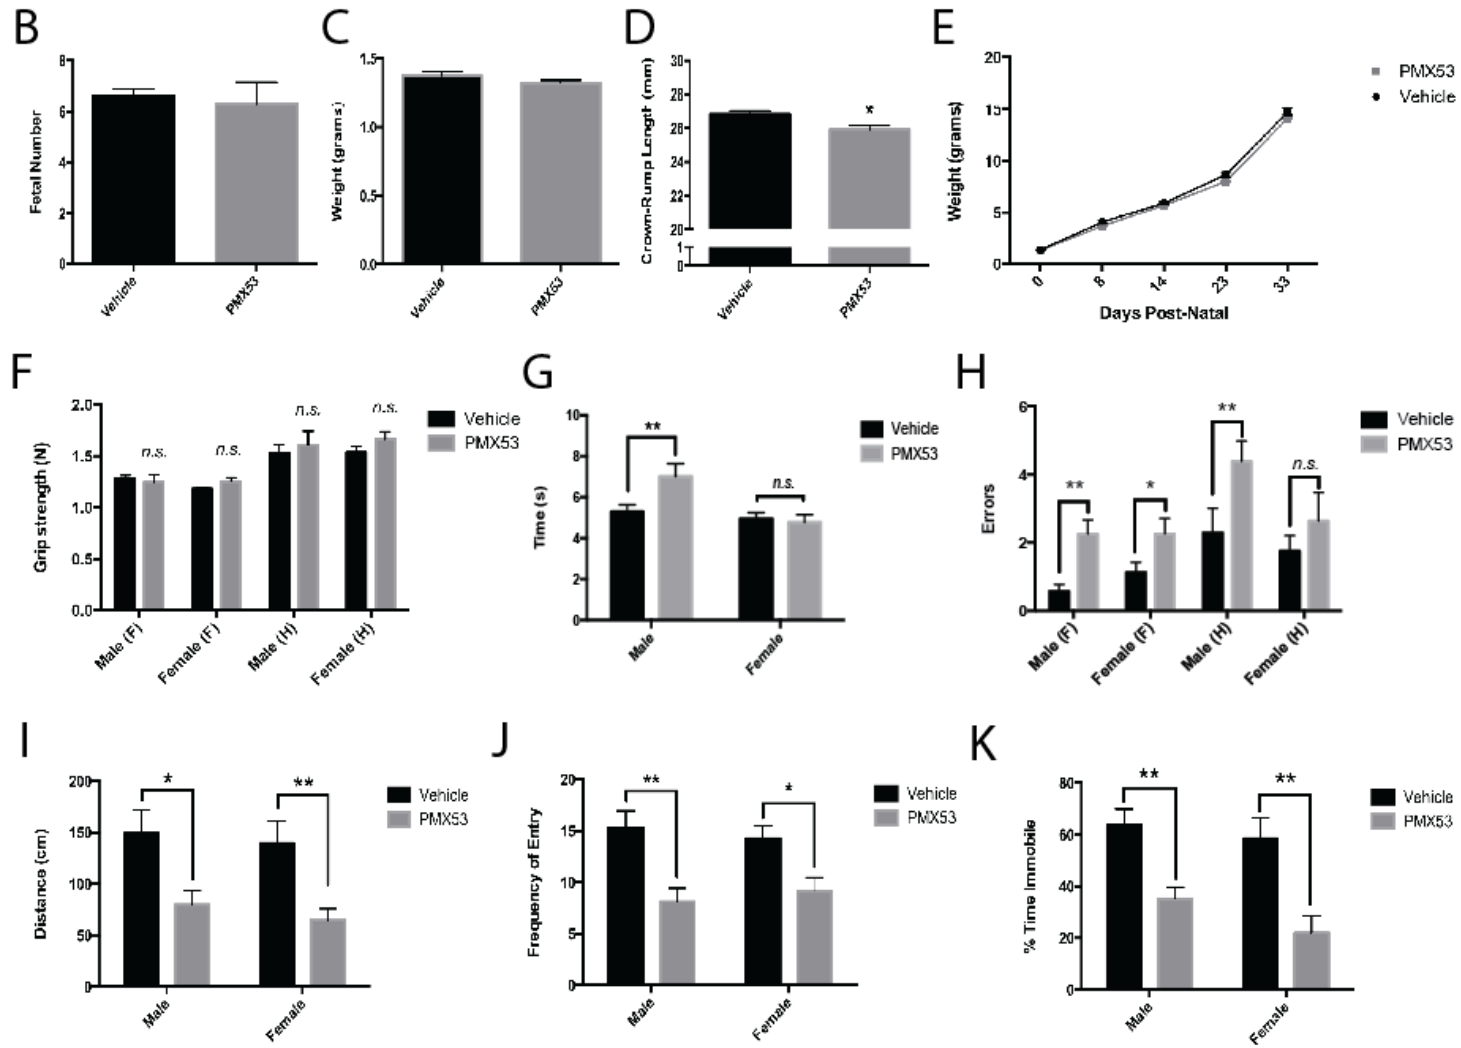 B
8
6
4
2
0
Fetal Number
Vehicle
PMX53
C
1.5
1.0
0.5
0.0
Weight (grams)
Vehicle
PMX53
D
30
28
26
24
22
20
1
0
Crown-Rump Length (mm)
*
Vehicle
PMX53
E
20
15
10
5
0
Weight (grams)
0
8
14
23
33
Days Post-Natal
PMX53
Vehicle
F
2.0
1.5
1.0
0.5
0.0
Grip strength (N)
n.s.
n.s.
n.s.
n.s.
Male (F)
Female (F)
Male (H)
Female (H)
Vehicle
PMX53
G
10
8
6
4
2
0
Time (s)
**
n.s.
Male
Female
Vehicle
PMX53
H
6
4
2
0
Errors
**
*
**
n.s.
Male (F)
Female (F)
Male (H)
Female (H)
Vehicle
PMX53
I
200
150
100
50
0
Distance (cm)
*
**
Male
Female
Vehicle
PMX53
J
20
15
10
5
0
Frequency of Entry
**
*
Male
Female
Vehicle
PMX53
K
80
60
40
20
0
% Time Immobile
**
**
Male
Female
Vehicle
PMX53